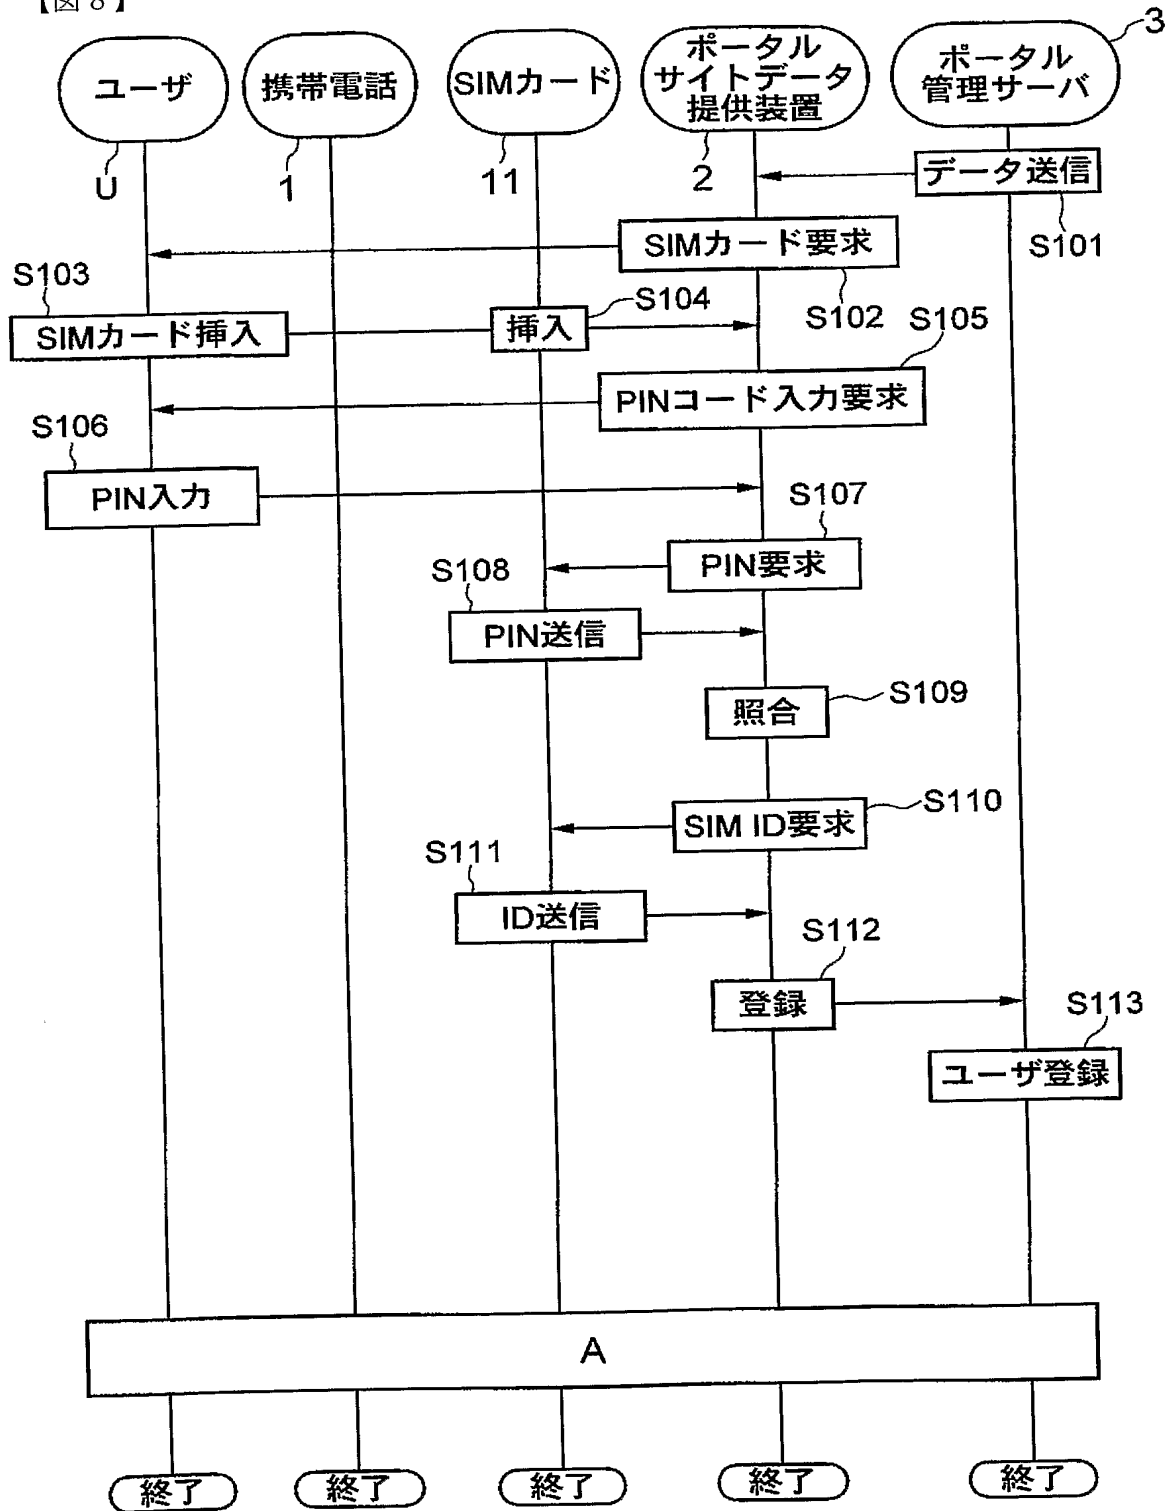 【図8】
3
ユーザ
携帯電話
SIMカード
ポータル
サイトデータ
提供装置
ポータル
管理サーバ
U
1
11
2
データ送信
S101
SIMカード要求
S102
S103
SIMカード挿入
挿入
S104
S105
PINコード入力要求
S106
PIN入力
S107
PIN要求
S108
PIN送信
照合
S109
SIM ID要求
S110
S111
ID送信
S112
登録
S113
ユーザ登録
A
終了
終了
終了
終了
終了